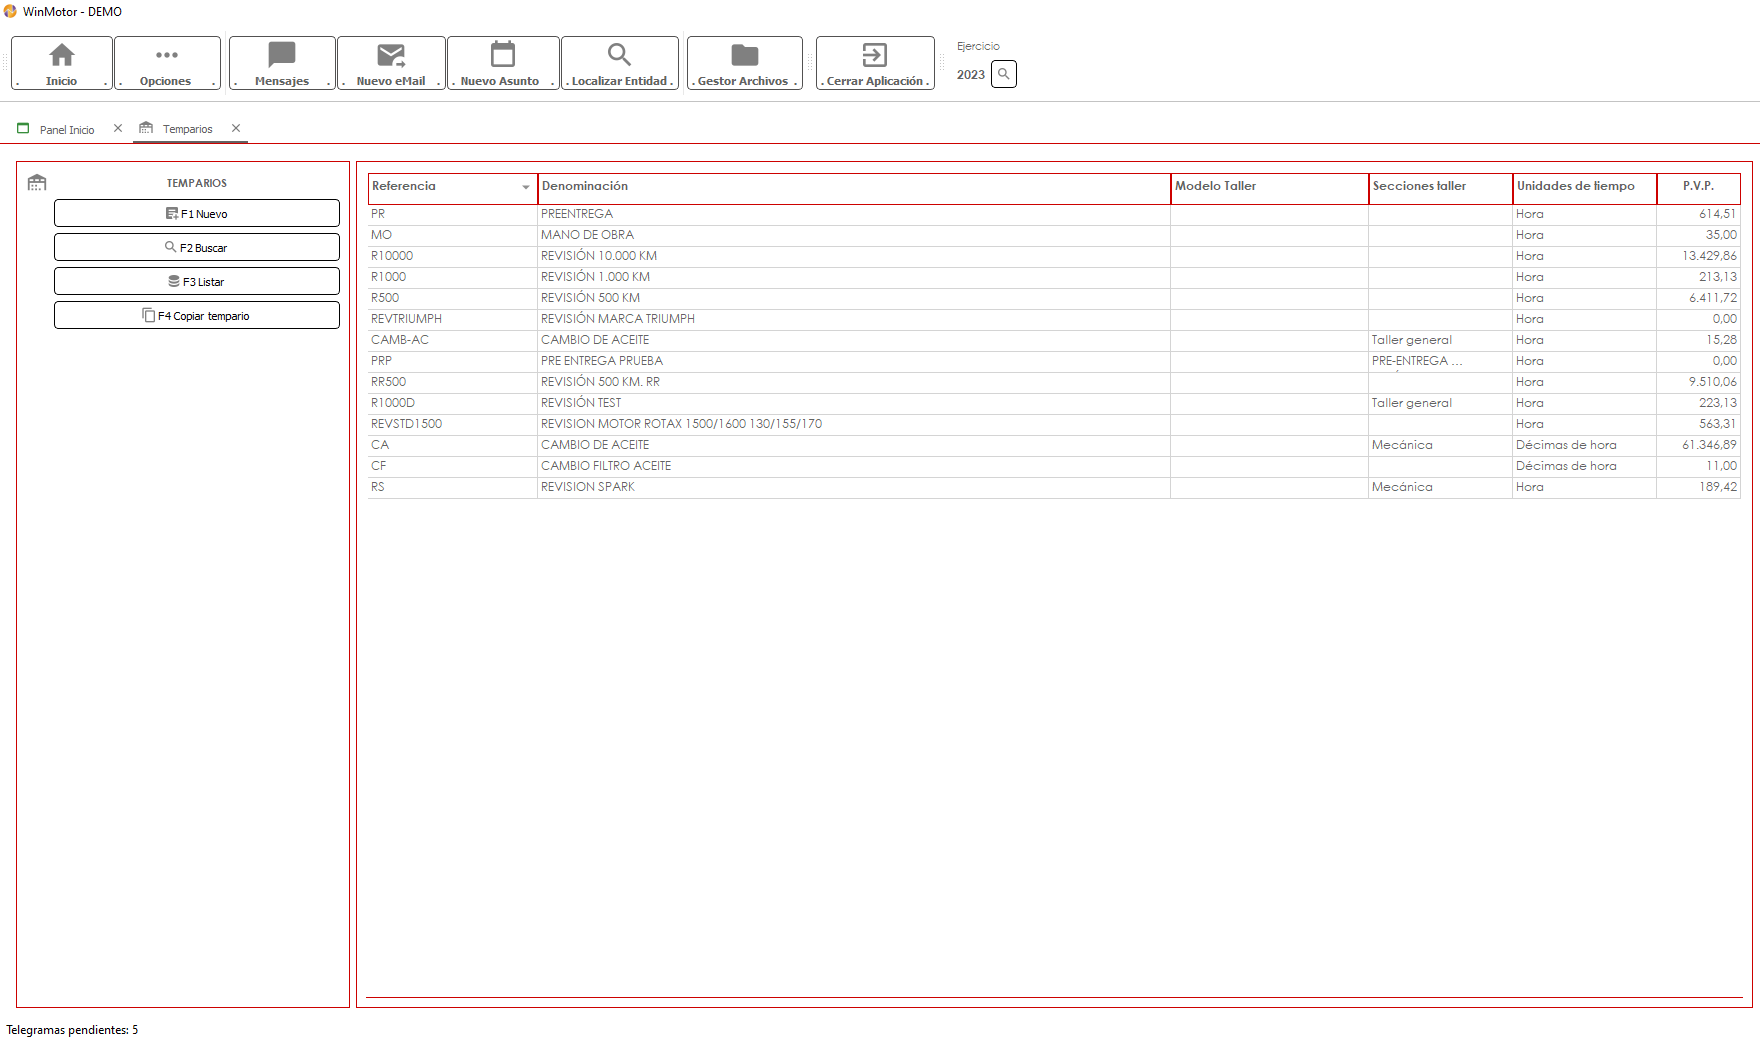 WinMotor - DEMO
. Inicio . . Opciones . . Mensajes . . Nuevo eMail . . Nuevo Asunto . . Localizar Entidad . . Gestor Archivos . . Cerrar Aplicación .
Ejercicio
2023
Panel Inicio Temparios
TEMPARIOS
F1 Nuevo
F2 Buscar
F3 Listar
F4 Copiar tempario
Referencia Denominación Modelo Taller Secciones taller Unidades de tiempo P.V.P.
PR PREENTREGA Hora 614,51
MO MANO DE OBRA Hora 35,00
R10000 REVISIÓN 10.000 KM Hora 13.429,86
R1000 REVISIÓN 1.000 KM Hora 213,13
R500 REVISIÓN 500 KM Hora 6.411,72
REVTRIUMPH REVISIÓN MARCA TRIUMPH Hora 0,00
CAMB-AC CAMBIO DE ACEITE Taller general Hora 15,28
PRP PRE ENTREGA PRUEBA PRE-ENTREGA ... Hora 0,00
RR500 REVISIÓN 500 KM. RR Hora 9.510,06
R1000D REVISIÓN TEST Taller general Hora 223,13
REVSTD1500 REVISION MOTOR ROTAX 1500/1600 130/155/170 Hora 563,31
CA CAMBIO DE ACEITE Mecánica Décimas de hora 61.346,89
CF CAMBIO FILTRO ACEITE Décimas de hora 11,00
RS REVISION SPARK Mecánica Hora 189,42
Telegramas pendientes: 5